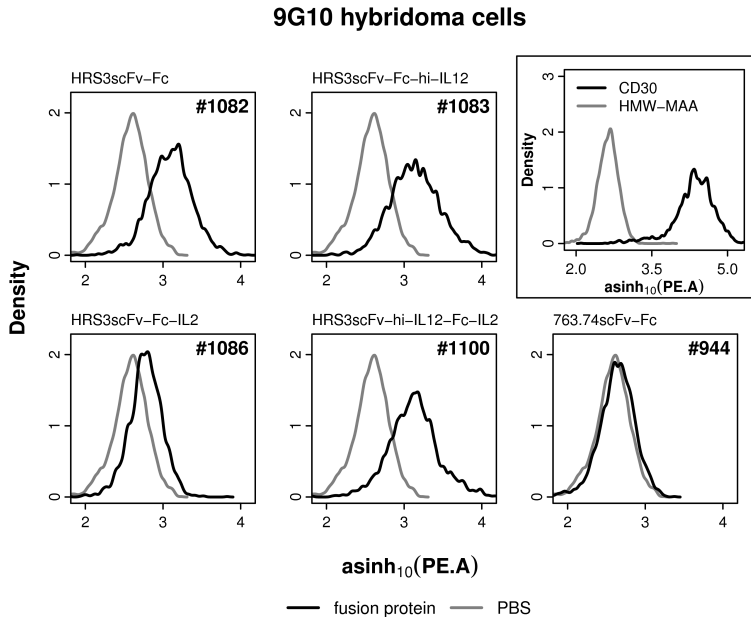 9G10 hybridoma cells
HRS3scFv−Fc
#1082
0 1 2
2 3 4
HRS3scFv−Fc−hi−IL12
#1083
0 1 2
2 3 4
CD30
HMW−MAA
Density
0 1 2 3
2.0 3.5 5.0
asinh10(PE.A)
Density
HRS3scFv−Fc−IL2
#1086
0 1 2
2 3 4
HRS3scFv−hi−IL12−Fc−IL2
#1100
0 1 2
2 3 4
763.74scFv−Fc
#944
0 1 2
2 3 4
asinh10(PE.A)
fusion protein PBS